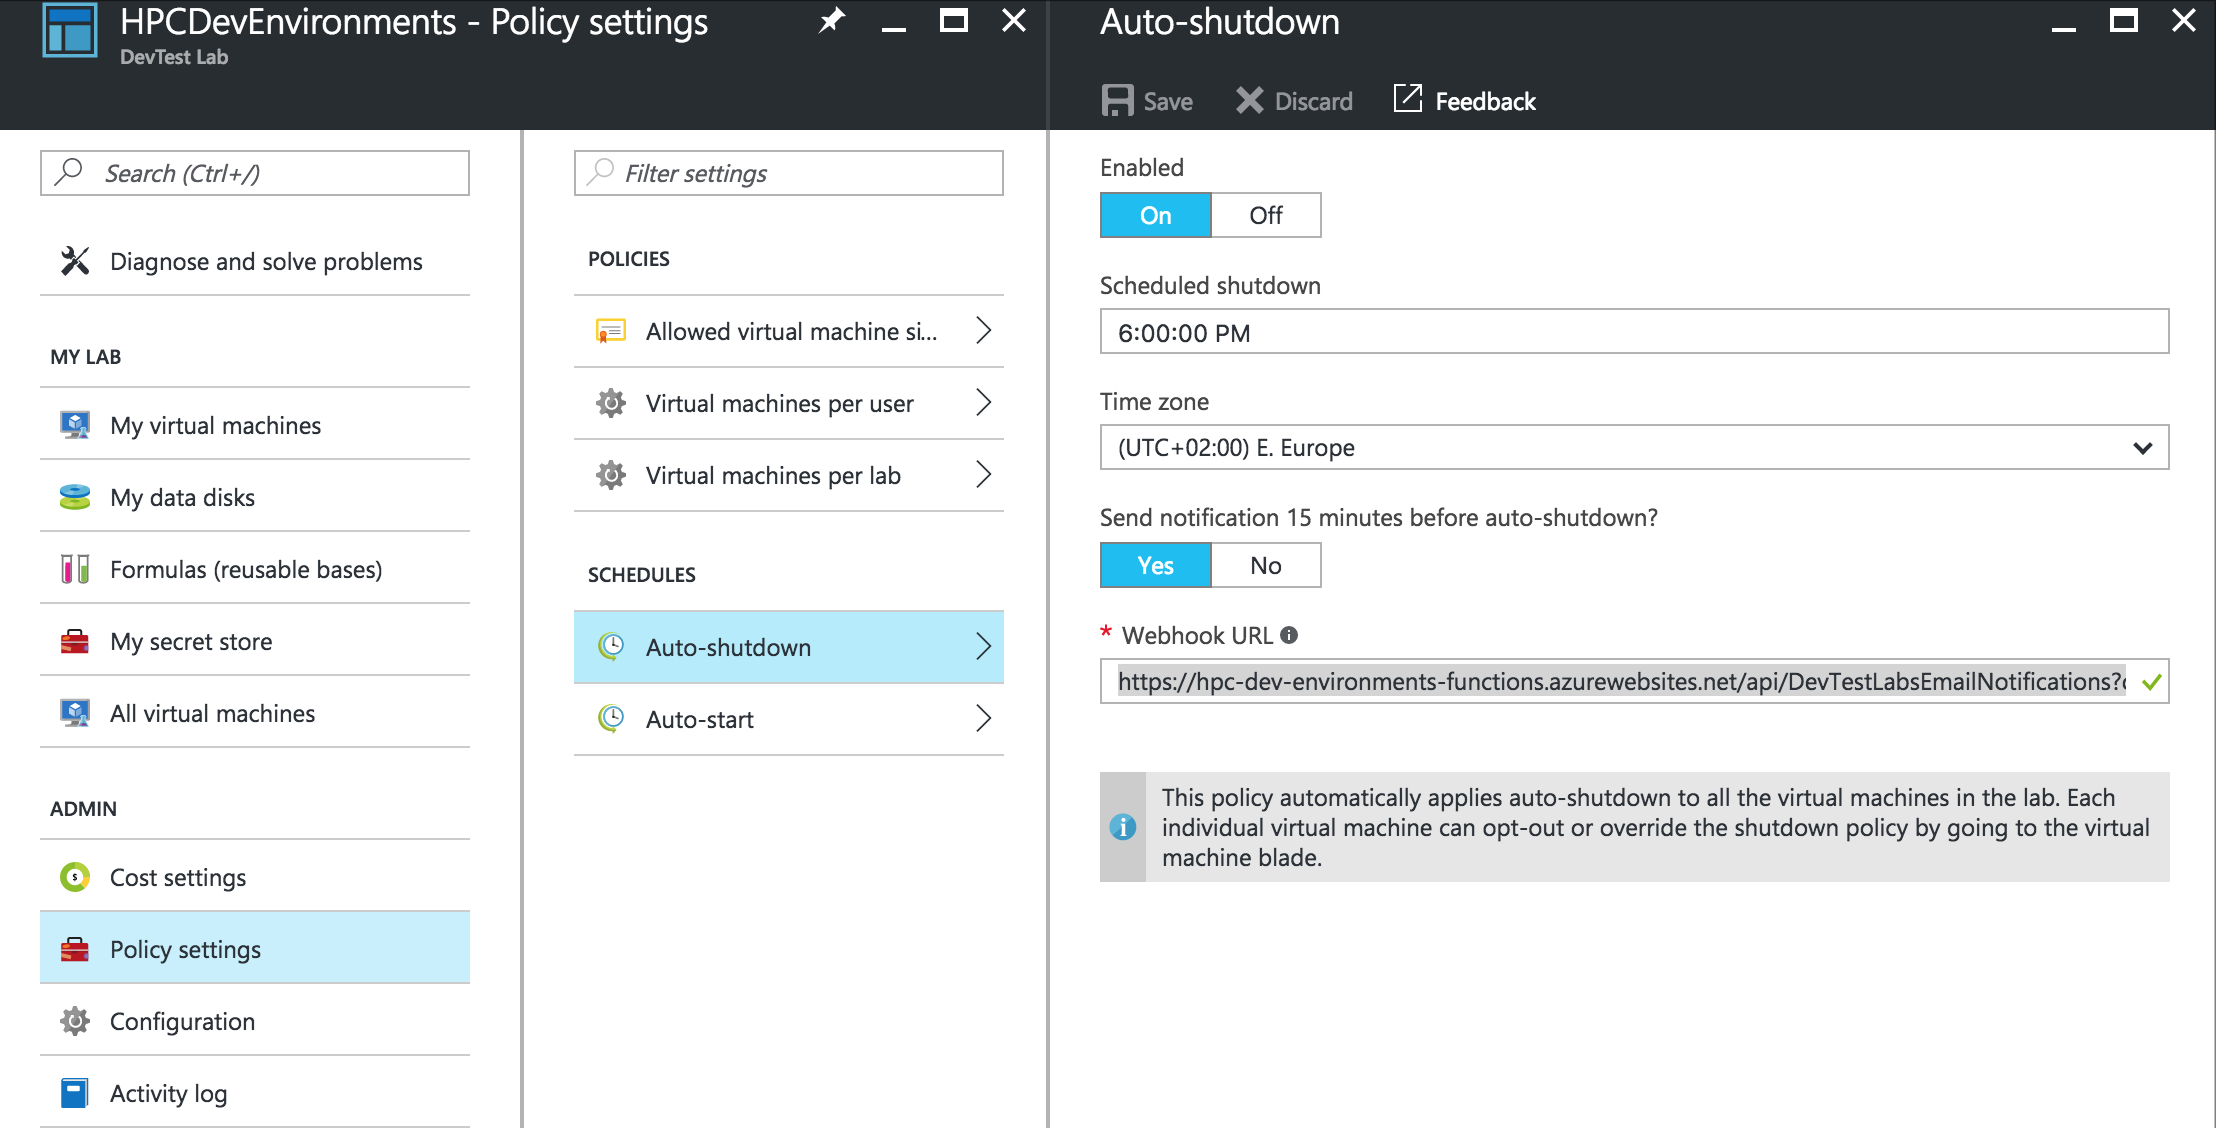 HPCDevEnvironments - Policy settings
DevTest Lab
Search (Ctrl+/)
Diagnose and solve problems
MY LAB
My virtual machines
My data disks
Formulas (reusable bases)
My secret store
All virtual machines
ADMIN
Cost settings
Policy settings
Configuration
Activity log
Filter settings
POLICIES
Allowed virtual machine si...
Virtual machines per user
Virtual machines per lab
SCHEDULES
Auto-shutdown
Auto-start
Auto-shutdown
Save Discard Feedback
Enabled
On Off
Scheduled shutdown
6:00:00 PM
Time zone
(UTC+02:00) E. Europe
Send notification 15 minutes before auto-shutdown?
Yes No
* Webhook URL
https://hpc-dev-environments-functions.azurewebsites.net/api/DevTestLabsEmailNotifications?
This policy automatically applies auto-shutdown to all the virtual machines in the lab. Each
individual virtual machine can opt-out or override the shutdown policy by going to the virtual
machine blade.